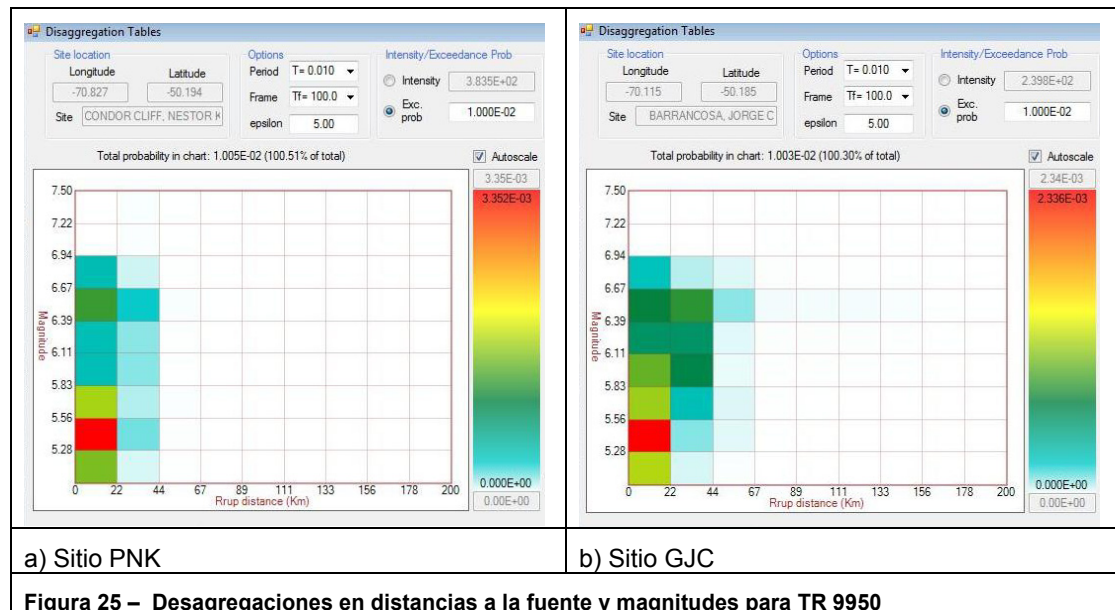 Disaggregation Tables
Site location
Longitude Latitude
-70.827 -50.194
Site CONDOR CLIFF, NESTOR K
Options
Period T= 0.010
Frame Tf= 100.0
epsilon 5.00
Intensity/Exceedance Prob
Intensity 3.835E+02
Exc. prob 1.000E-02
Total probability in chart: 1.005E-02 (100.51% of total)
Autoscale
3.35E-03
3.352E-03
7.50
7.22
6.94
6.67
6.39
6.11
5.83
5.56
5.28
Magnitude
0 22 44 67 89 111 133 156 178 200
Rrup distance (Km)
0.000E+00
0.00E+00
a) Sitio PNK
Disaggregation Tables
Site location
Longitude Latitude
-70.115 -50.185
Site BARRANCOSA, JORGE C
Options
Period T= 0.010
Frame Tf= 100.0
epsilon 5.00
Intensity/Exceedance Prob
Intensity 2.398E+02
Exc. prob 1.000E-02
Total probability in chart: 1.003E-02 (100.30% of total)
Autoscale
2.34E-03
2.336E-03
7.50
7.22
6.94
6.67
6.39
6.11
5.83
5.56
5.28
Magnitude
0 22 44 67 89 111 133 156 178 200
Rrup distance (Km)
0.000E+00
0.00E+00
b) Sitio GJC
Figura 25 – Desagregaciones en distancias a la fuente y magnitudes para TR 9950